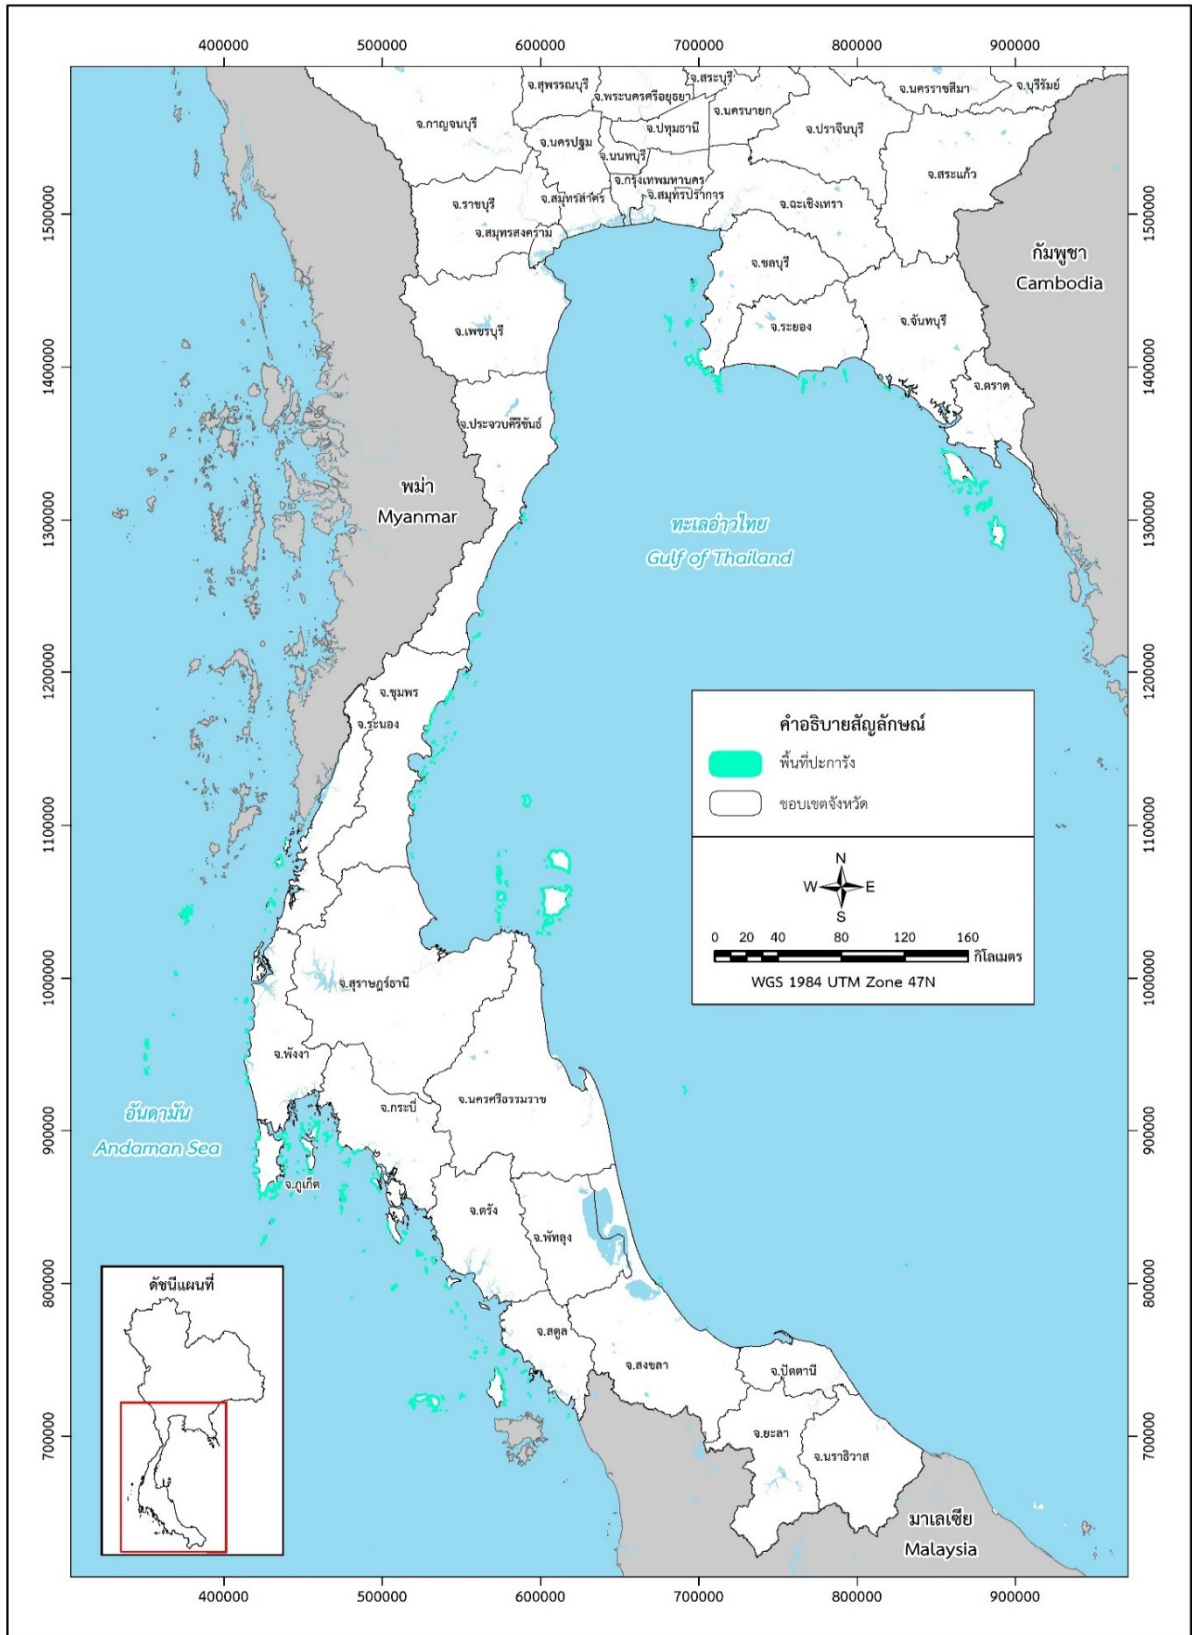 400000 500000 600000 700000 800000 900000
จ.สุพรรณบุรี
จ.สระบุรี
จ.พระนครศรีอยุธยา
จ.นครราชสีมา
จ.บุรีรัมย์
จ.นครนายก
จ.กาญจนบุรี
จ.ปทุมธานี
จ.ปราจีนบุรี
จ.นครปฐม
จ.นนทบุรี
จ.สระแก้ว
จ.กรุงเทพมหานคร
จ.ราชบุรี
จ.สมุทรสาคร
จ.สมุทรปราการ
จ.ฉะเชิงเทรา
จ.สมุทรสงคราม
1500000
1500000
กัมพูชา
Cambodia
จ.ชลบุรี
จ.เพชรบุรี
จ.ระยอง
จ.จันทบุรี
1400000
1400000
จ.ตราด
จ.ประจวบคีรีขันธ์
พม่า
Myanmar
1300000
1300000
ทะเลอ่าวไทย
Gulf of Thailand
1200000
1200000
จ.ชุมพร
จ.ระนอง
คำอธิบายสัญลักษณ์
พื้นที่ปะการัง
ขอบเขตจังหวัด
1100000
1100000
N
W E
S
0 20 40 80 120 160
กิโลเมตร
WGS 1984 UTM Zone 47N
1000000
1000000
จ.สุราษฎร์ธานี
จ.พังงา
จ.นครศรีธรรมราช
จ.กระบี่
อันดามัน
Andaman Sea
900000
900000
จ.ภูเก็ต
จ.ตรัง
จ.พัทลุง
800000
800000
ดัชนีแผนที่
จ.สตูล
จ.สงขลา
จ.ปัตตานี
700000
700000
จ.ยะลา
จ.นราธิวาส
มาเลเซีย
Malaysia
400000 500000 600000 700000 800000 900000